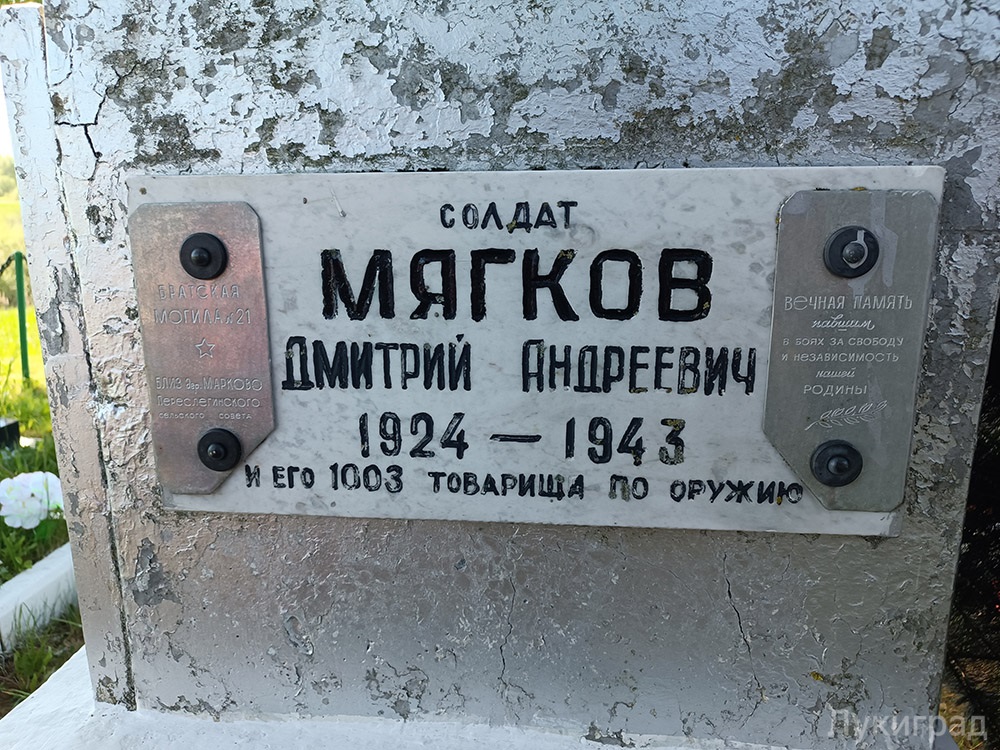 СОЛДАТ
МЯГКОВ
ДМИТРИЙ АНДРЕЕВИЧ
1924 — 1943
И ЕГО 1003 ТОВАРИЩА ПО ОРУЖИЮ
БРАТСКАЯ
МОГИЛА №21
БЛИЗ дер. МАРКОВО
Переслегинского
сельского совета
ВЕЧНАЯ ПАМЯТЬ
павшим
в боях за свободу
и независимость
нашей
РОДИНЫ
Лукиград